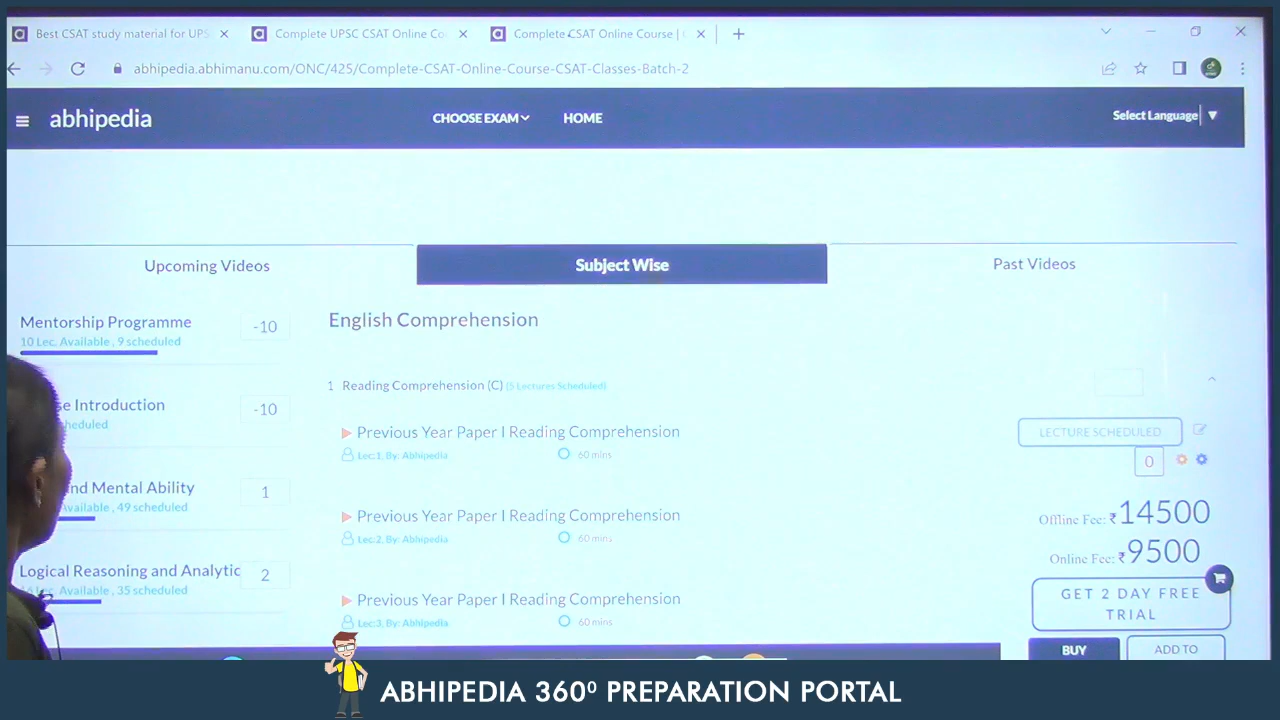 Best CSAT study material for UPS
Complete UPSC CSAT Online Co
Complete CSAT Online Course |
abhipedia.abhimanu.com/ONC/425/Complete-CSAT-Online-Course-CSAT-Classes-Batch-2
abhipedia
CHOOSE EXAM
HOME
Select Language
Upcoming Videos
Subject Wise
Past Videos
Mentorship Programme
-10
10 Lec. Available , 9 scheduled
se Introduction
-10
heduled
nd Mental Ability
1
Available , 49 scheduled
Logical Reasoning and Analytic
2
Lec. Available , 35 scheduled
English Comprehension
1 Reading Comprehension (C) (5 Lectures Scheduled)
Previous Year Paper I Reading Comprehension
Lec:1, By: Abhipedia
60 mins
Previous Year Paper I Reading Comprehension
Lec:2, By: Abhipedia
60 mins
Previous Year Paper I Reading Comprehension
Lec:3, By: Abhipedia
60 mins
LECTURE SCHEDULED
0
Offline Fee: ₹14500
Online Fee: ₹9500
GET 2 DAY FREE
TRIAL
BUY
ADD TO
ABHIPEDIA 360⁰ PREPARATION PORTAL